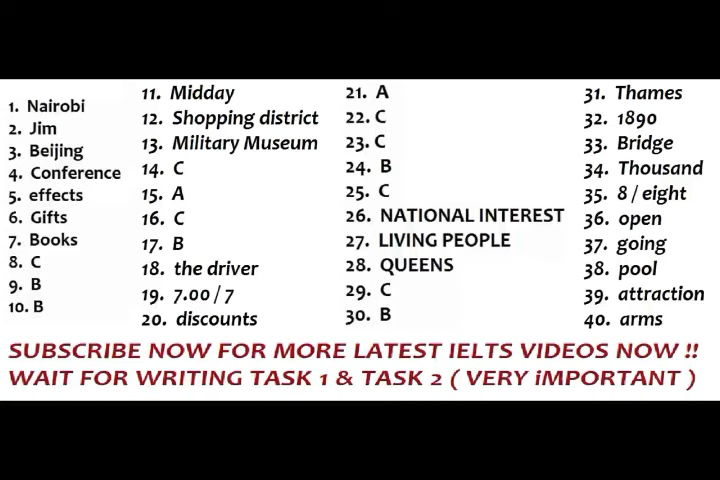 1. Nairobi
2. Jim
3. Beijing
4. Conference
5. effects
6. Gifts
7. Books
8. C
9. B
10. B
11. Midday
12. Shopping district
13. Military Museum
14. C
15. A
16. C
17. B
18. the driver
19. 7.00 / 7
20. discounts
21. A
22. C
23. C
24. B
25. C
26. NATIONAL INTEREST
27. LIVING PEOPLE
28. QUEENS
29. C
30. B
31. Thames
32. 1890
33. Bridge
34. Thousand
35. 8 / eight
36. open
37. going
38. pool
39. attraction
40. arms
SUBSCRIBE NOW FOR MORE LATEST IELTS VIDEOS NOW !!
WAIT FOR WRITING TASK 1 & TASK 2 ( VERY iMPORTANT )